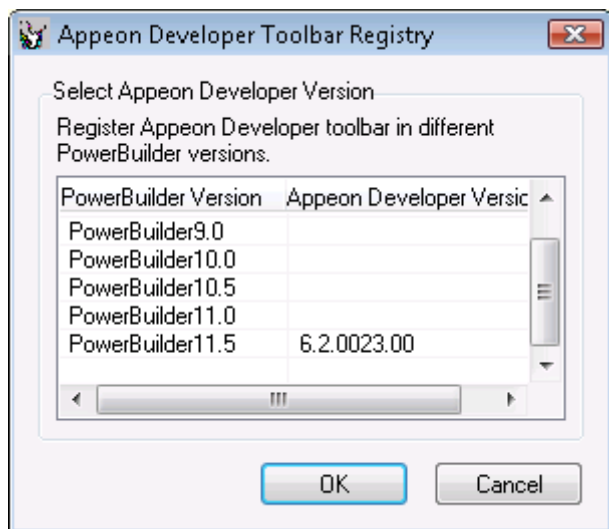 Appeon Developer Toolbar Registry
Select Appeon Developer Version
Register Appeon Developer toolbar in different
PowerBuilder versions.
PowerBuilder Version Appeon Developer Versic
PowerBuilder9.0
PowerBuilder10.0
PowerBuilder10.5
PowerBuilder11.0
PowerBuilder11.5 6.2.0023.00
OK Cancel